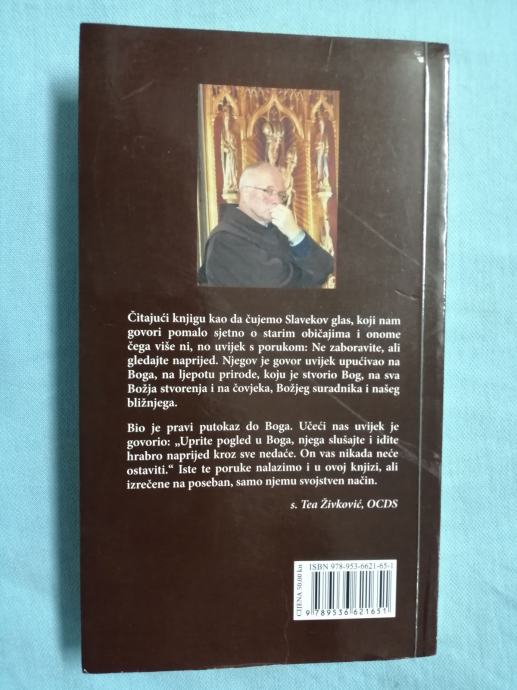 Čitajući knjigu kao da čujemo Slavekov glas, koji nam
govori pomalo sjetno o starim običajima i onome
čega više ni, no uvijek s porukom: Ne zaboravite, ali
gledajte naprijed. Njegov je govor uvijek upućivao na
Boga, na ljepotu prirode, koju je stvorio Bog, na sva
Božja stvorenja i na čovjeka, Božjeg suradnika i našeg
bližnjega.
Bio je pravi putokaz do Boga. Učeći nas uvijek je
govorio: „Uprite pogled u Boga, njega slušajte i idite
hrabro naprijed kroz sve nedaće. On vas nikada neće
ostaviti.“ Iste te poruke nalazimo i u ovoj knjizi, ali
izrečene na poseban, samo njemu svojstven način.
s. Tea Živković, OCDS
CIJENA 50,00 kn
ISBN 978-953-6621-65-1
9 789536 621651